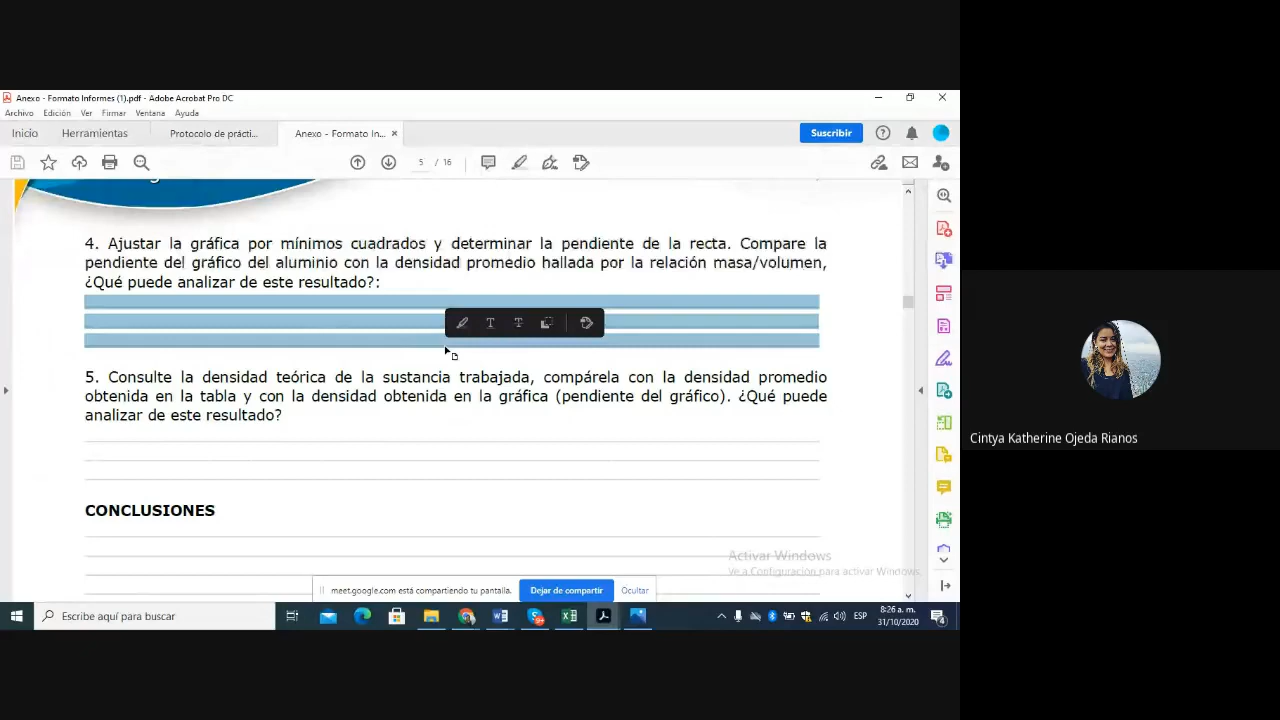 Anexo - Formato Informes (1).pdf - Adobe Acrobat Pro DC
Archivo Edición Ver Firmar Ventana Ayuda
Inicio Herramientas Protocolo de prácti... Anexo - Formato In... × Suscribir
5 / 16
4. Ajustar la gráfica por mínimos cuadrados y determinar la pendiente de la recta. Compare la
pendiente del gráfico del aluminio con la densidad promedio hallada por la relación masa/volumen,
¿Qué puede analizar de este resultado?:
5. Consulte la densidad teórica de la sustancia trabajada, compárela con la densidad promedio
obtenida en la tabla y con la densidad obtenida en la gráfica (pendiente del gráfico). ¿Qué puede
analizar de este resultado?
CONCLUSIONES
Activar Windows
Ve a Configuración para activar Windows.
meet.google.com está compartiendo tu pantalla. Dejar de compartir Ocultar
Escribe aquí para buscar
ESP
8:26 a. m.
31/10/2020
4
Cintya Katherine Ojeda Rianos